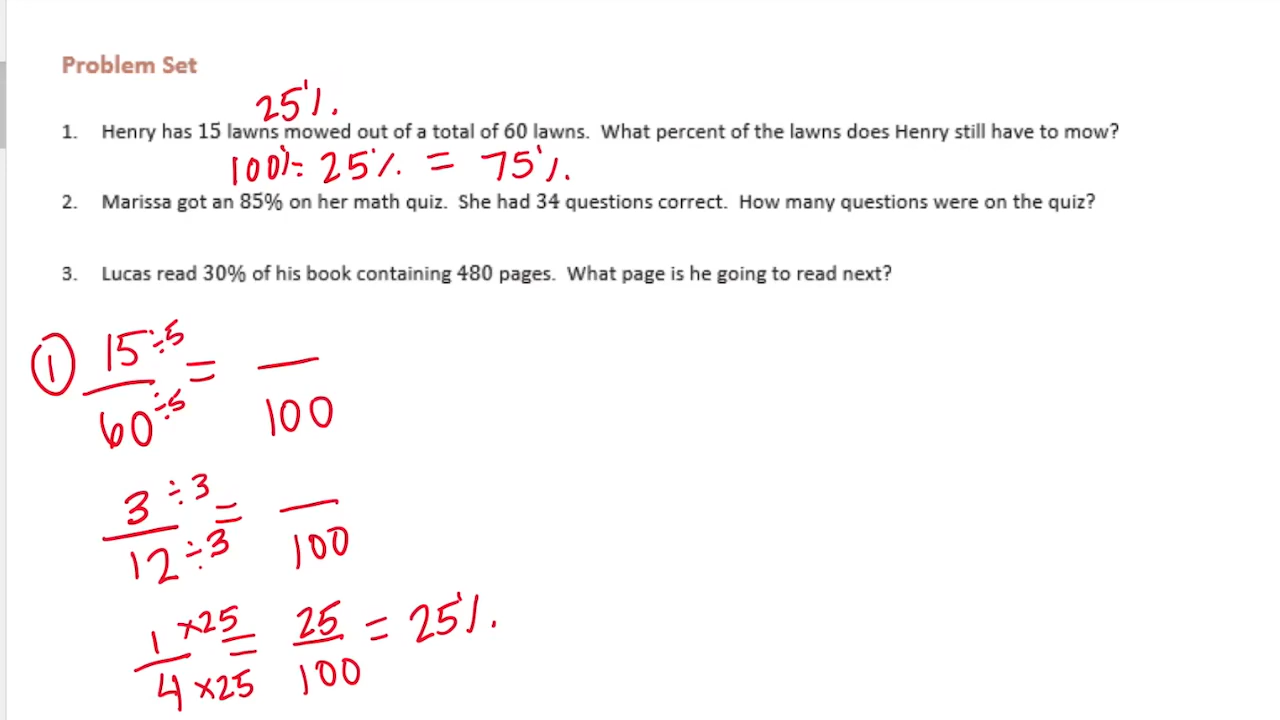 Problem Set
25%
1. Henry has 15 lawns mowed out of a total of 60 lawns. What percent of the lawns does Henry still have to mow?
100% - 25% = 75%
2. Marissa got an 85% on her math quiz. She had 34 questions correct. How many questions were on the quiz?
3. Lucas read 30% of his book containing 480 pages. What page is he going to read next?
① 15 ÷5 =
60 ÷5 100
3 ÷3 =
12 ÷3 100
1 ×25 = 25 = 25%
4 ×25 100